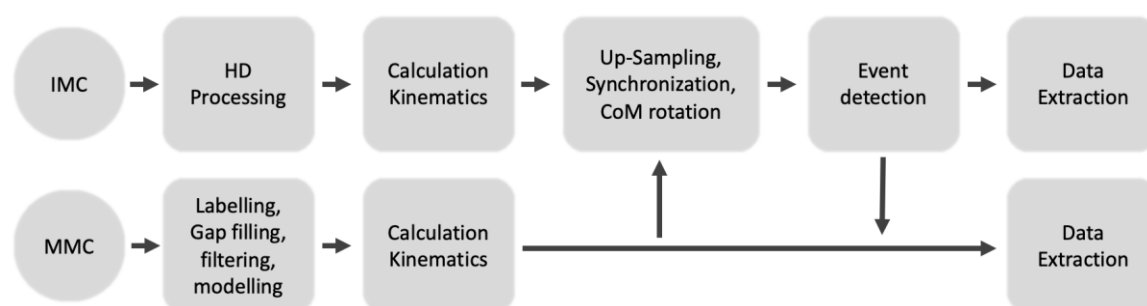 IMC
HD
Processing
Calculation
Kinematics
Up-Sampling,
Synchronization,
CoM rotation
Event
detection
Data
Extraction
MMC
Labelling,
Gap filling,
filtering,
modelling
Calculation
Kinematics
Data
Extraction